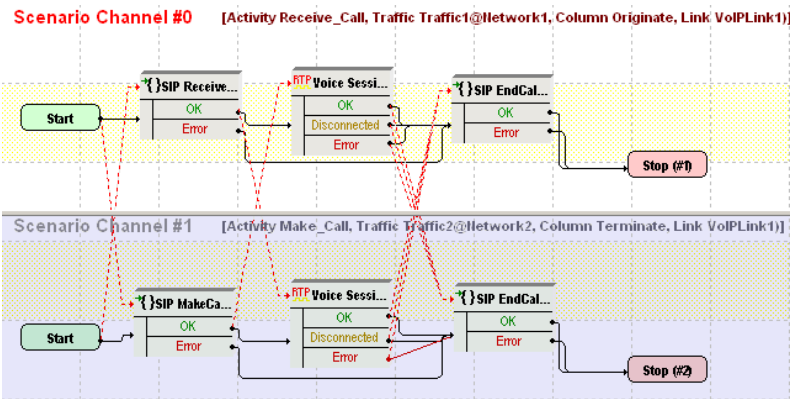 Scenario Channel #0 [Activity Receive_Call, Traffic Traffic1@Network1, Column Originate, Link VoIPLink1)]
{}SIP Receive... RTP Voice Sessi... {}SIP EndCal...
Start OK OK OK
Error Disconnected Error
Error
Stop (#1)
Scenario Channel #1 [Activity Make_Call, Traffic Traffic2@Network2, Column Terminate, Link VoIPLink1)]
{}SIP MakeCa... RTP Voice Sessi... {}SIP EndCal...
Start OK OK OK
Error Disconnected Error
Error
Stop (#2)